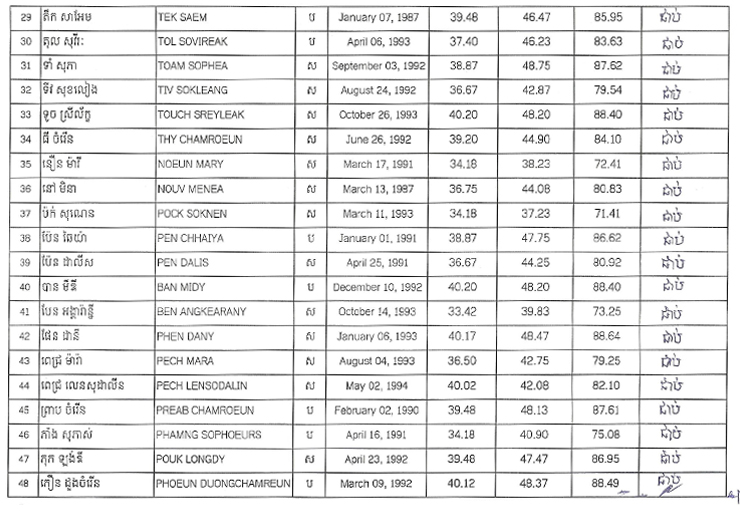 29 តឹក សាអែម TEK SAEM ប January 07, 1987 39.48 46.47 85.95 ជាប់
30 តុល សុវីរៈ TOL SOVIREAK ប April 06, 1993 37.40 46.23 83.63 ជាប់
31 ទាំ សុភា TOAM SOPHEA ស September 03, 1992 38.87 48.75 87.62 ជាប់
32 ទីវ សុខលៀង TIV SOKLEANG ស August 24, 1992 36.67 42.87 79.54 ជាប់
33 ទូច ស្រីល័ក្ខ TOUCH SREYLEAK ស October 26, 1993 40.20 48.20 88.40 ជាប់
34 ធី ចំរើន THY CHAMROEUN ស June 26, 1992 39.20 44.90 84.10 ជាប់
35 នឿន ម៉ារី NOEUN MARY ស March 17, 1991 34.18 38.23 72.41 ជាប់
36 នៅ មិនា NOUV MENEA ស March 13, 1987 36.75 44.08 80.83 ជាប់
37 ប៉ក់ សុណេន POCK SOKNEN ស March 11, 1993 34.18 37.23 71.41 ជាប់
38 ប៉ែន ឆៃយ៉ា PEN CHHAIYA ប January 01, 1991 38.87 47.75 86.62 ជាប់
39 ប៉ែន ដាលីស PEN DALIS ស April 25, 1991 36.67 44.25 80.92 ជាប់
40 បាន មីឌី BAN MIDY ប December 10, 1992 40.20 48.20 88.40 ជាប់
41 បែន អង្គារ៉ានី្ន BEN ANGKEARANY ស October 14, 1993 33.42 39.83 73.25 ជាប់
42 ផែន ដានី PHEN DANY ស January 06, 1993 40.17 48.47 88.64 ជាប់
43 ពេជ្រ ម៉ារ៉ា PECH MARA ស August 04, 1993 36.50 42.75 79.25 ជាប់
44 ពេជ្រ លេនសុដាលីន PECH LENSODALIN ស May 02, 1994 40.02 42.08 82.10 ជាប់
45 ព្រាប ចំរើន PREAB CHAMROEUN ប February 02, 1990 39.48 48.13 87.61 ជាប់
46 ភាំង សុភាស់ PHAMNG SOPHOEURS ប April 16, 1991 34.18 40.90 75.08 ជាប់
47 ភុក ឡុងឌី POUK LONGDY ស April 23, 1992 39.48 47.47 86.95 ជាប់
48 ភឿន ដួងចំរើន PHOEUN DUONGCHAMREUN ប March 09, 1992 40.12 48.37 88.49 ជាប់